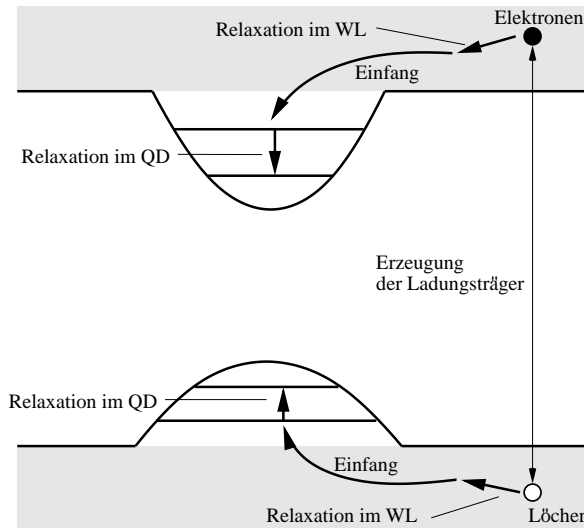 Elektronen
Relaxation im WL
Einfang
Relaxation im QD
Erzeugung
der Ladungsträger
Relaxation im QD
Einfang
Relaxation im WL
Löcher